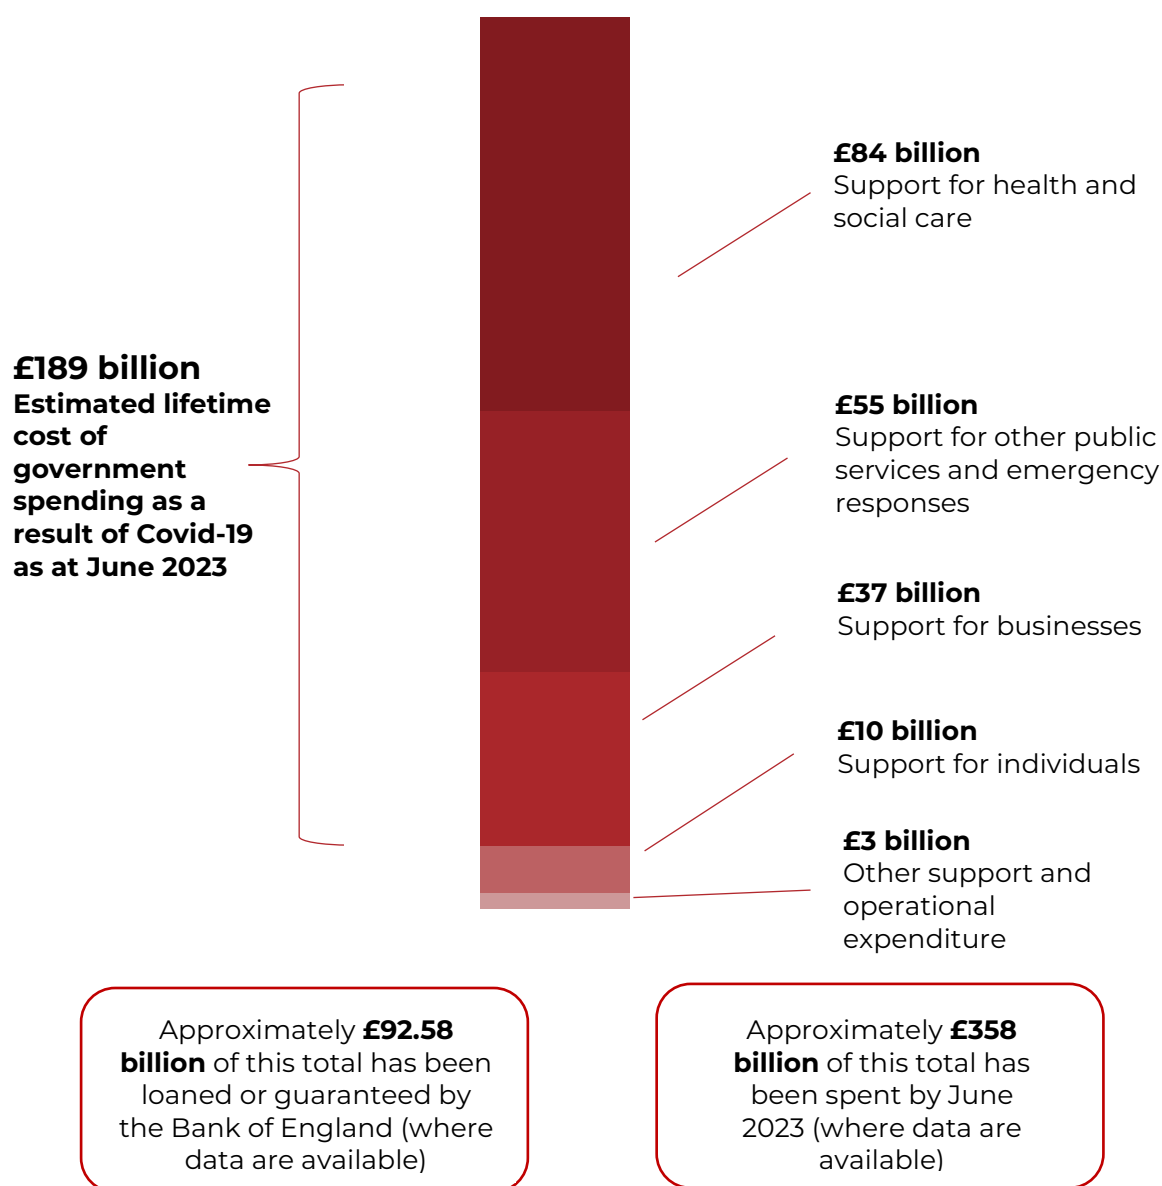 £84 billion
Support for health and
social care
£189 billion
Estimated lifetime
cost of
government
spending as a
result of Covid-19
as at June 2023
£55 billion
Support for other public
services and emergency
responses
£37 billion
Support for businesses
£10 billion
Support for individuals
£3 billion
Other support and
operational
expenditure
Approximately £92.58
billion of this total has been
loaned or guaranteed by
the Bank of England (where
data are available)
Approximately £358
billion of this total has
been spent by June
2023 (where data are
available)